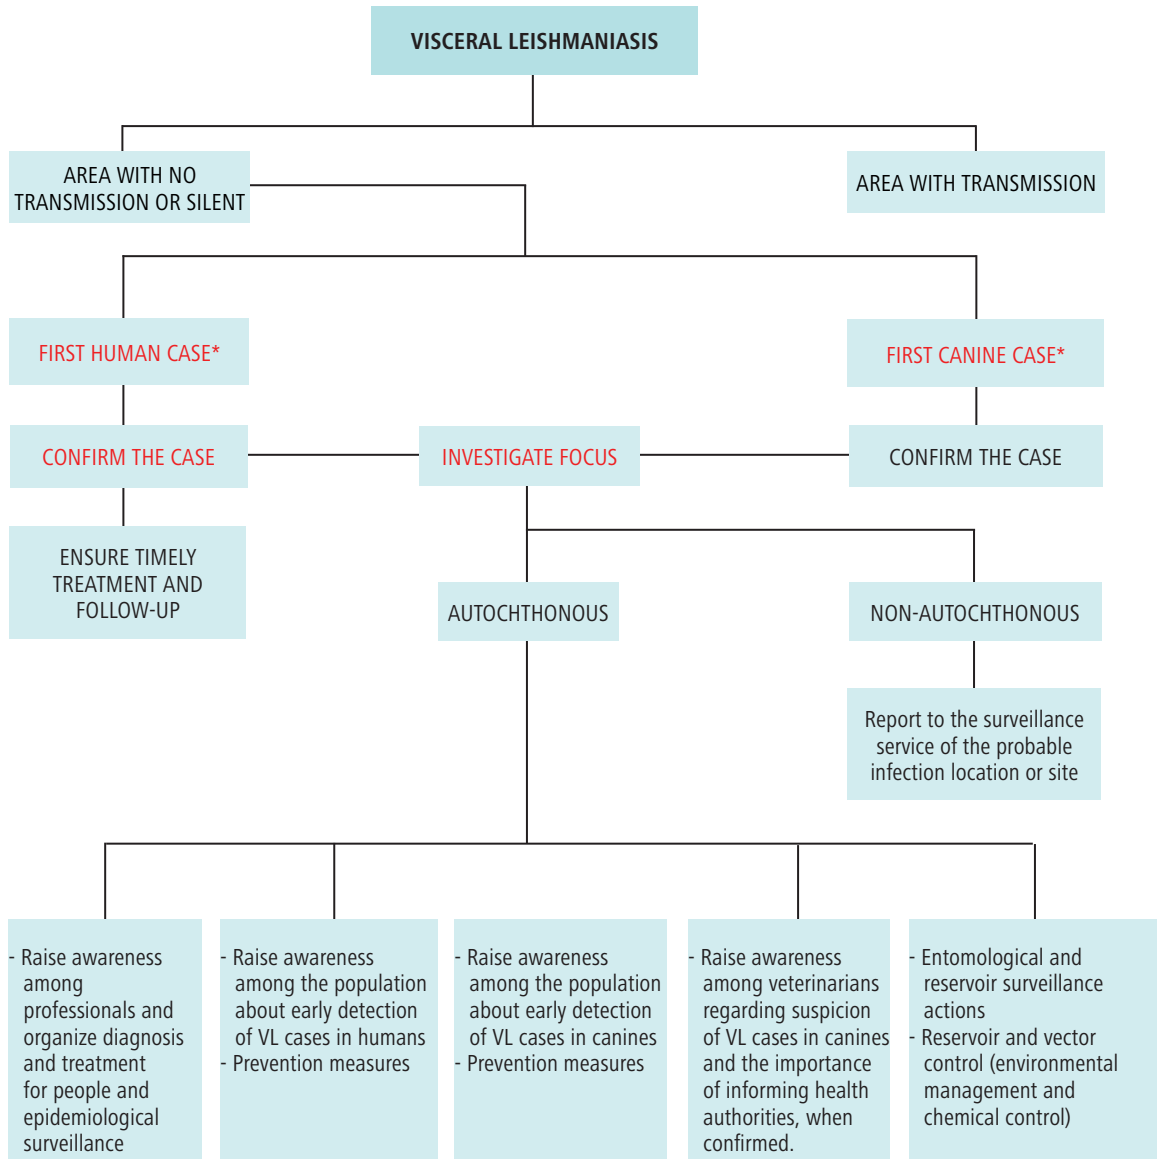 VISCERAL LEISHMANIASIS
AREA WITH NO
TRANSMISSION OR SILENT
AREA WITH TRANSMISSION
FIRST HUMAN CASE*
FIRST CANINE CASE*
CONFIRM THE CASE
INVESTIGATE FOCUS
CONFIRM THE CASE
ENSURE TIMELY
TREATMENT AND
FOLLOW-UP
AUTOCHTHONOUS
NON-AUTOCHTHONOUS
Report to the surveillance
service of the probable
infection location or site
- Raise awareness
among
professionals and
organize diagnosis
and treatment
for people and
epidemiological
surveillance
- Raise awareness
among the population
about early detection
of VL cases in humans
- Prevention measures
- Raise awareness
among the population
about early detection
of VL cases in canines
- Prevention measures
- Raise awareness
among veterinarians
regarding suspicion
of VL cases in canines
and the importance
of informing health
authorities, when
confirmed.
- Entomological and
reservoir surveillance
actions
- Reservoir and vector
control (environmental
management and
chemical control)